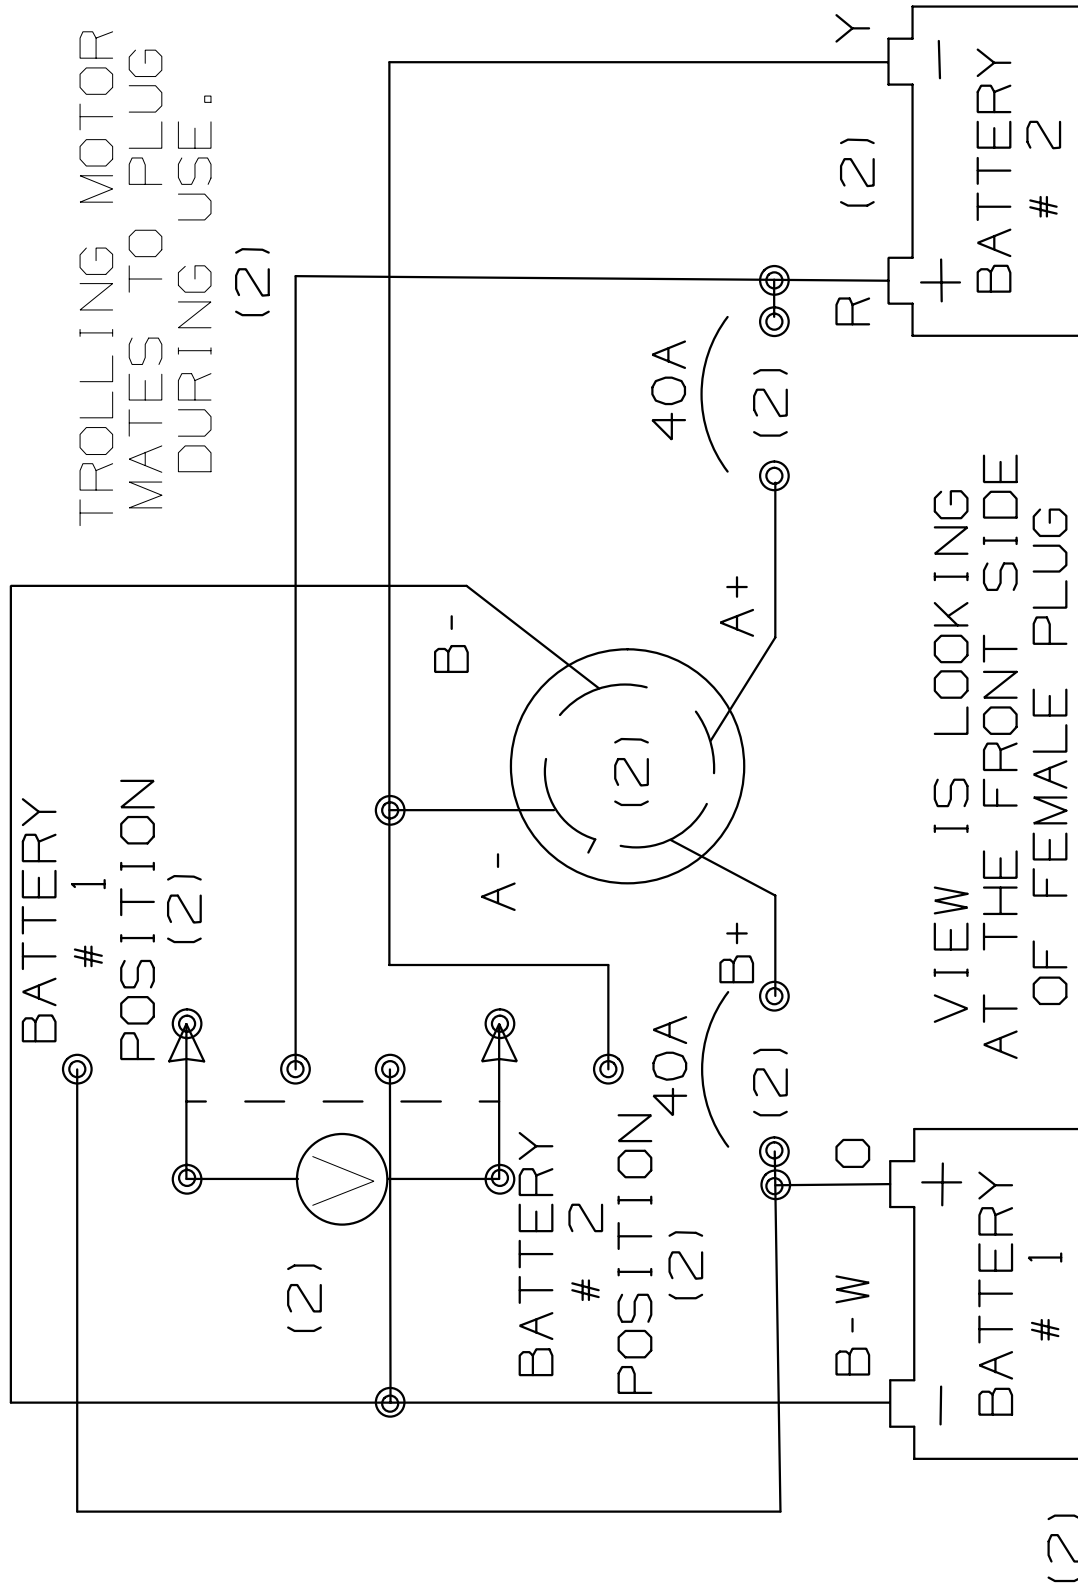 TROLLING MOTOR
MATES TO PLUG
DURING USE.
(2)
BATTERY
# 1
POSITION
(2)
B-
A-
(2)
A+
B+
40A
(2)
40A
(2)
V
(2)
BATTERY
# 2
POSITION
(2)
B-W
O
R
(2)
Y
BATTERY
# 1
- +
BATTERY
# 2
+ -
VIEW IS LOOKING
AT THE FRONT SIDE
OF FEMALE PLUG
(2)